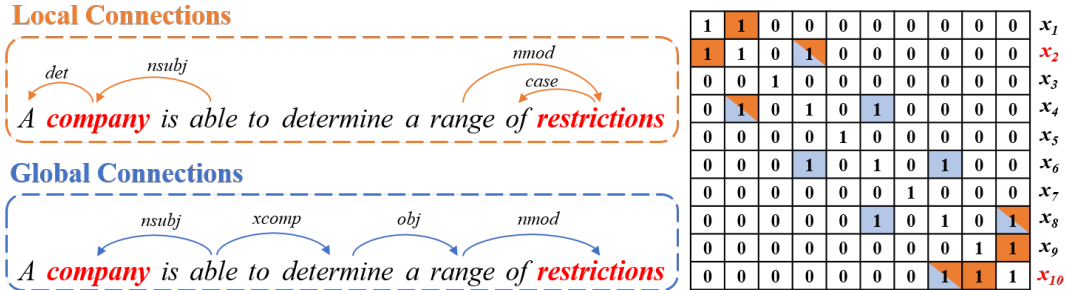 Local Connections
det nsubj nmod case
A company is able to determine a range of restrictions
Global Connections
nsubj xcomp obj nmod
A company is able to determine a range of restrictions
1 1 0 0 0 0 0 0 0 0 x1
1 1 0 1 0 0 0 0 0 0 x2
0 0 1 0 0 0 0 0 0 0 x3
0 1 0 1 0 1 0 0 0 0 x4
0 0 0 0 1 0 0 0 0 0 x5
0 0 0 1 0 1 0 1 0 0 x6
0 0 0 0 0 0 1 0 0 0 x7
0 0 0 0 0 1 0 1 0 1 x8
0 0 0 0 0 0 0 0 1 1 x9
0 0 0 0 0 0 0 1 1 1 x10